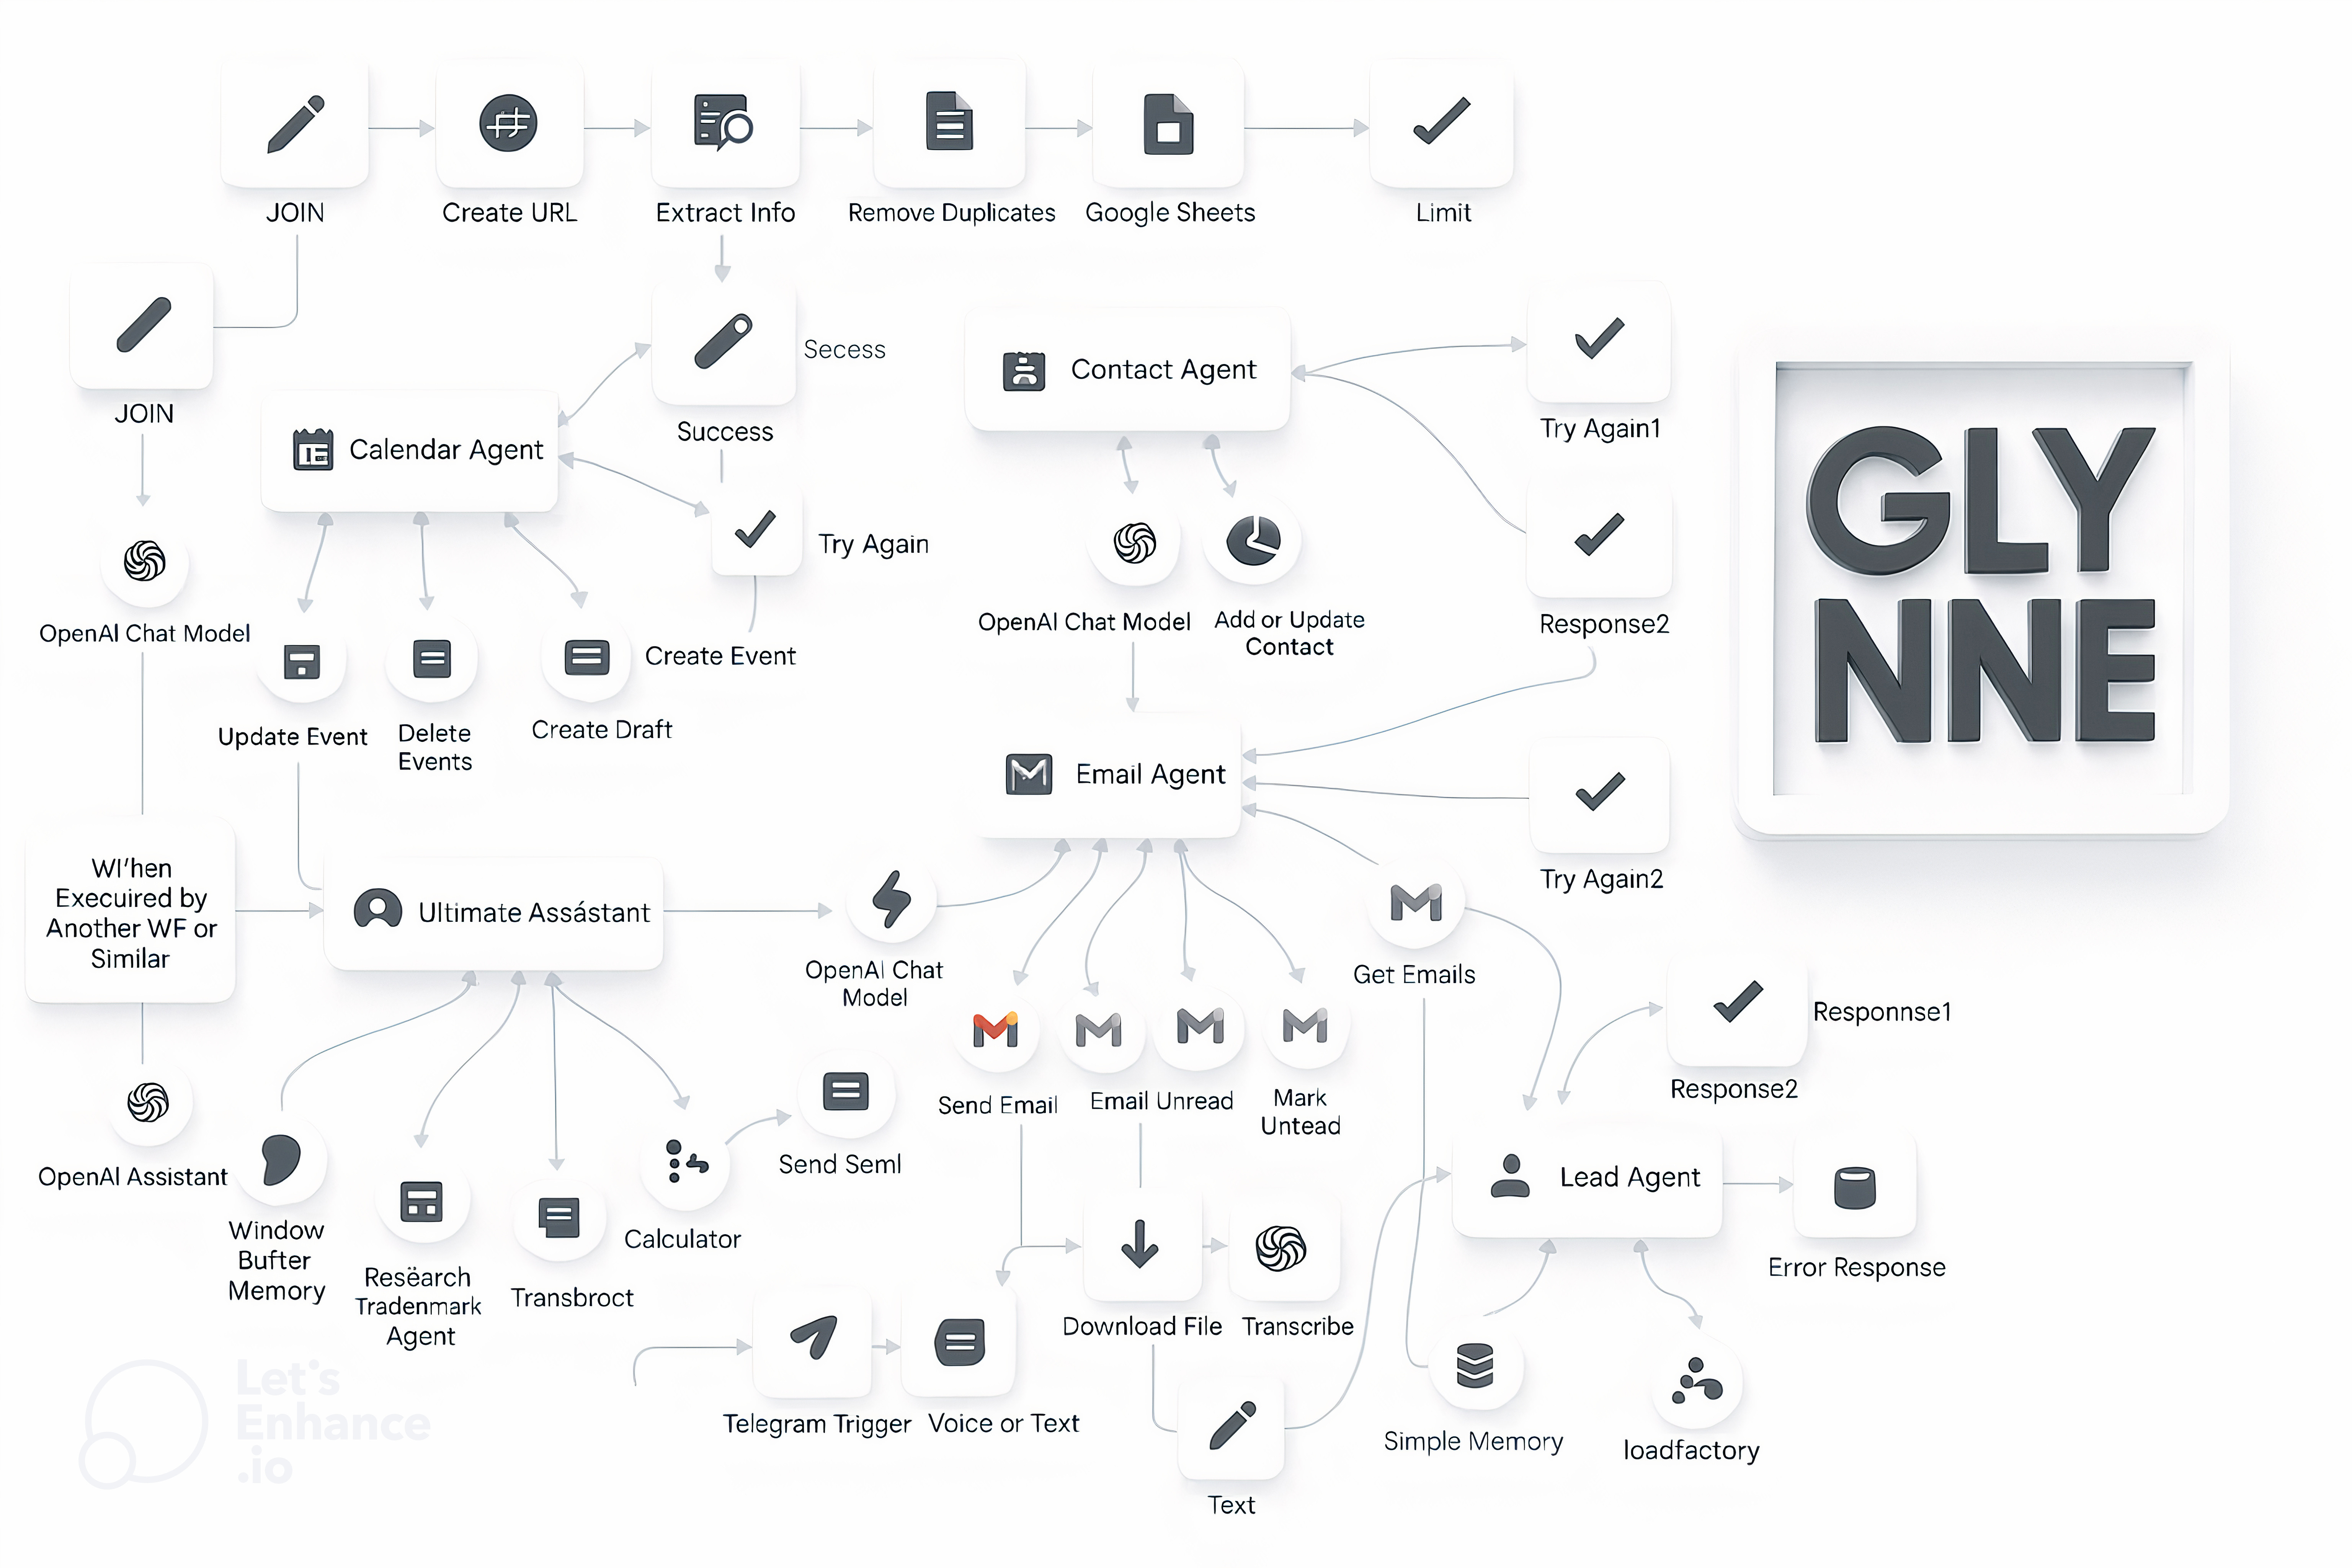 JOIN
Create URL
Extract Info
Remove Duplicates
Google Sheets
Limit
JOIN
Secess
Success
Calendar Agent
Contact Agent
Try Again1
Try Again
OpenAI Chat Model
Create Event
Update Event
Delete
Events
Create Draft
OpenAI Chat Model
Add or Update
Contact
Response2
GLY
NNE
Email Agent
Try Again2
WI'hen
Execuired by
Another WF or
Similar
Ultimate Assástant
OpenAI Chat
Model
Get Emails
Responnse1
Response2
Send Email
Email Unread
Mark
Untead
OpenAI Assistant
Window
Bufter
Memory
Resëarch
Tradenmark
Agent
Transbroct
Calculator
Send Seml
Lead Agent
Error Response
Download File
Transcribe
Telegram Trigger
Voice or Text
Text
Simple Memory
loadfactory
Let's
Enhance
.io